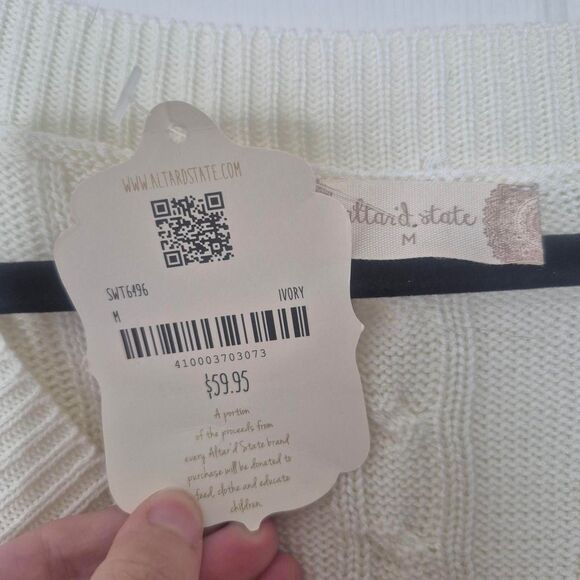 WWW.ALTARDSTATE.COM
SWT6496
M
IVORY
410003703073
$59.95
A portion
of the proceeds from
every Altar'd State brand
purchase will be donated to
feed, clothe and educate
children.
altar'd state
M